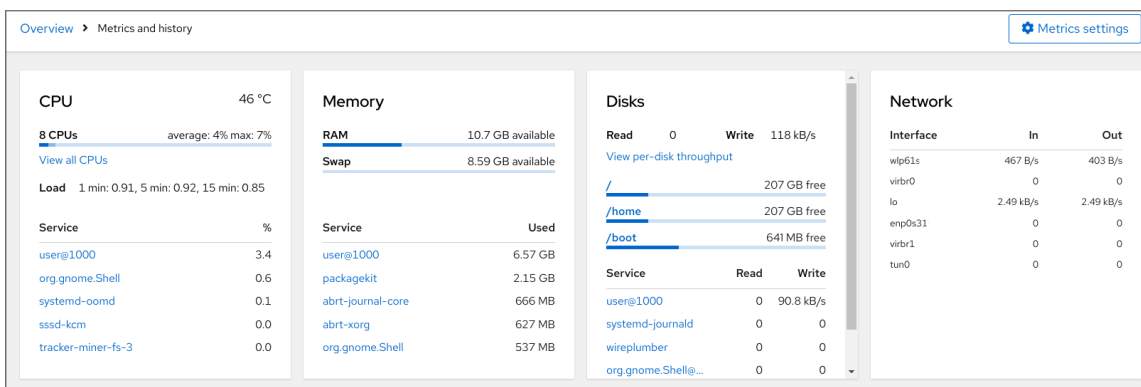 Overview > Metrics and history
Metrics settings
CPU 46 °C
8 CPUs average: 4% max: 7%
View all CPUs
Load 1 min: 0.91, 5 min: 0.92, 15 min: 0.85
Service %
user@1000 3.4
org.gnome.Shell 0.6
systemd-oomd 0.1
sssd-kcm 0.0
tracker-miner-fs-3 0.0
Memory
RAM 10.7 GB available
Swap 8.59 GB available
Service Used
user@1000 6.57 GB
packagekit 2.15 GB
abrt-journal-core 666 MB
abrt-xorg 627 MB
org.gnome.Shell 537 MB
Disks
Read 0 Write 118 kB/s
View per-disk throughput
/ 207 GB free
/home 207 GB free
/boot 641 MB free
Service Read Write
user@1000 0 90.8 kB/s
systemd-journald 0 0
wireplumber 0 0
org.gnome.Shell@... 0 0
Network
Interface In Out
wlp61s 467 B/s 403 B/s
virbr0 0 0
lo 2.49 kB/s 2.49 kB/s
enp0s31 0 0
virbr1 0 0
tun0 0 0